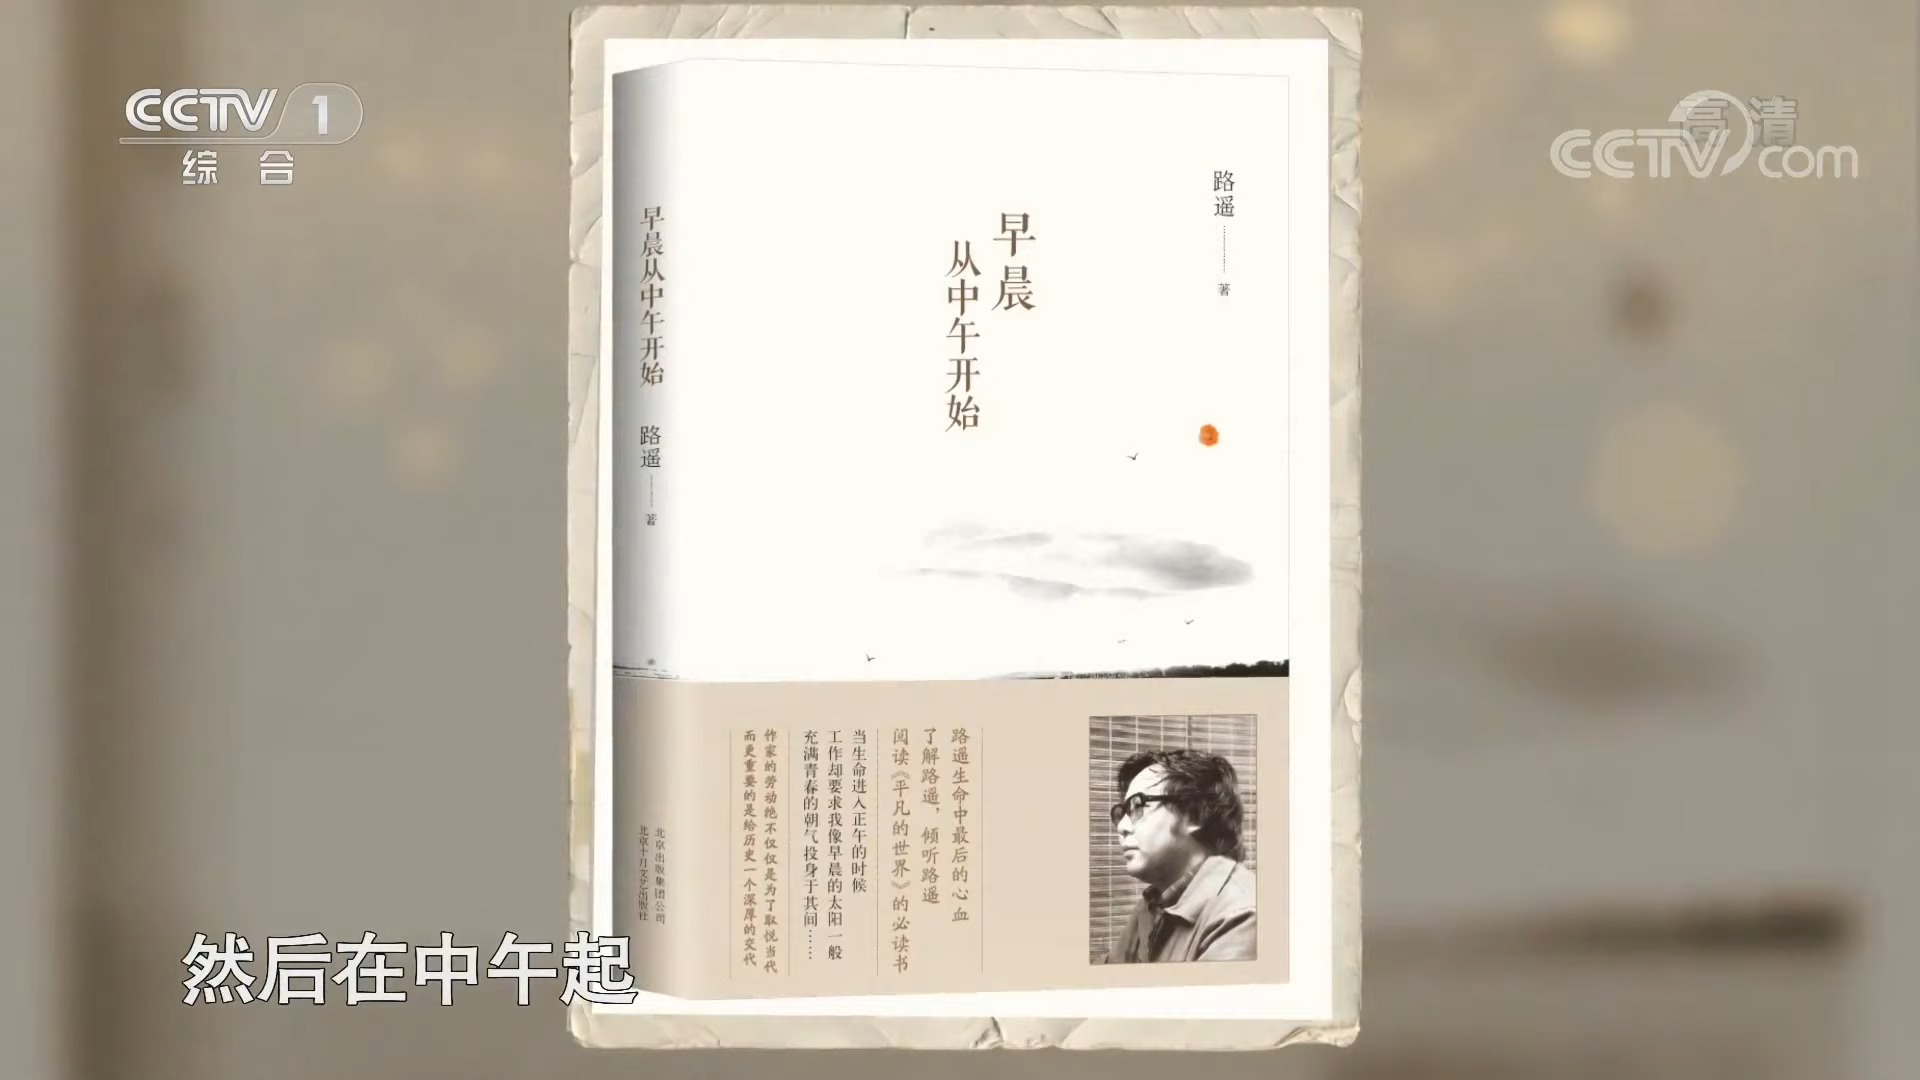 CCTV 1
综合
高清
CCTV.com
路遥 著
早晨
从中午开始
早晨从中午开始
路遥 著
北京出版集团公司
北京十月文艺出版社
路遥生命中最后的心血
了解路遥，倾听路遥
阅读《平凡的世界》的必读书
当生命进入正午的时候
工作却要求我像早晨的太阳一般
充满青春的朝气投身于其间……
作家的劳动绝不仅仅是为了取悦当代
而更重要的是给历史一个深厚的交代
然后在中午起